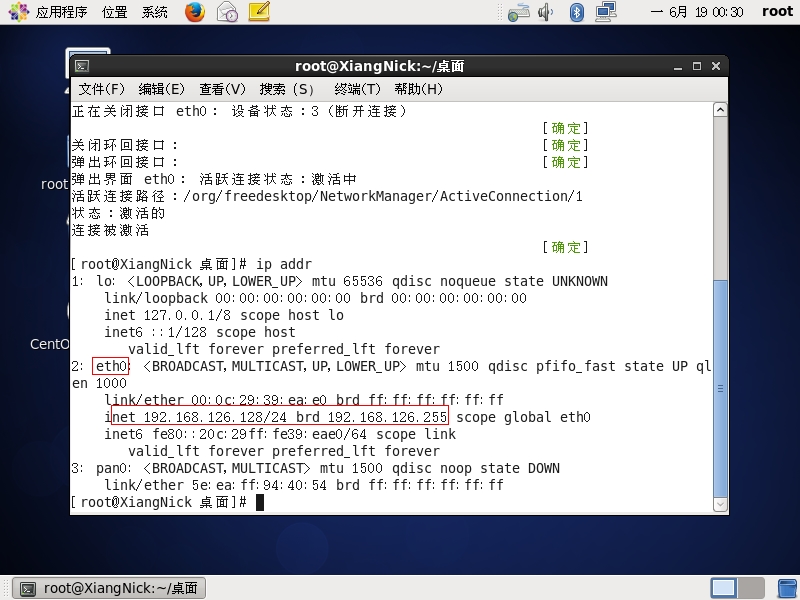 应用程序 位置 系统 一 6月 19 00:30 root
root@XiangNick:~/桌面
文件(F) 编辑(E) 查看(V) 搜索 (S) 终端(T) 帮助(H)
正在关闭接口 eth0： 设备状态：3（断开连接）
[确定]
关闭环回接口： [确定]
弹出环回接口： [确定]
弹出界面 eth0： 活跃连接状态：激活中
活跃连接路径：/org/freedesktop/NetworkManager/ActiveConnection/1
状态：激活的
连接被激活
[确定]
[root@XiangNick 桌面]# ip addr
1: lo: <LOOPBACK,UP,LOWER_UP> mtu 65536 qdisc noqueue state UNKNOWN
link/loopback 00:00:00:00:00:00 brd 00:00:00:00:00:00
inet 127.0.0.1/8 scope host lo
inet6 ::1/128 scope host
valid_lft forever preferred_lft forever
2: eth0: <BROADCAST,MULTICAST,UP,LOWER_UP> mtu 1500 qdisc pfifo_fast state UP ql
en 1000
link/ether 00:0c:29:39:ea:e0 brd ff:ff:ff:ff:ff:ff
inet 192.168.126.128/24 brd 192.168.126.255 scope global eth0
inet6 fe80::20c:29ff:fe39:eae0/64 scope link
valid_lft forever preferred_lft forever
3: pan0: <BROADCAST,MULTICAST> mtu 1500 qdisc noop state DOWN
link/ether 5e:ea:ff:94:40:54 brd ff:ff:ff:ff:ff:ff
[root@XiangNick 桌面]#
root
CentO
root@XiangNick:~/桌面